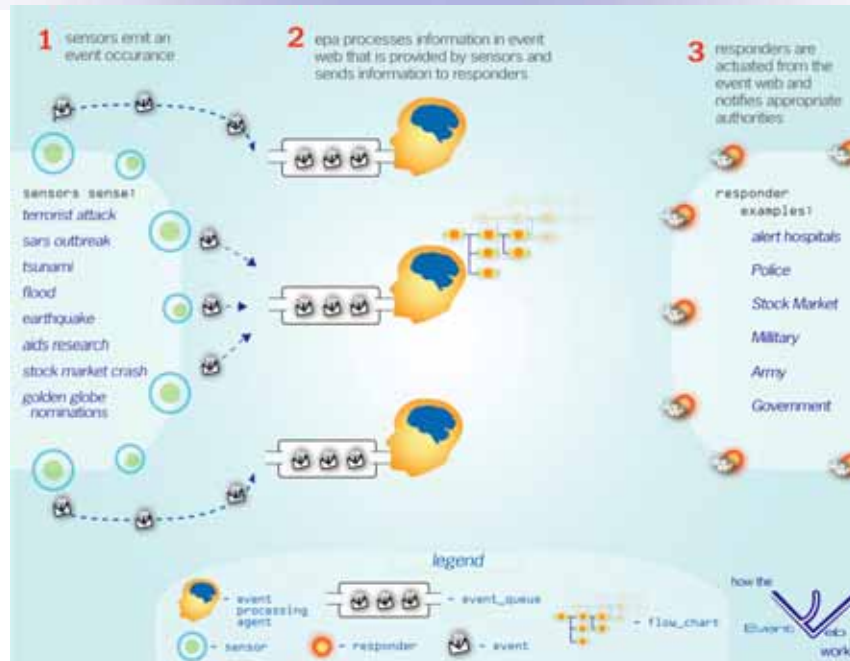 1 sensors emit an
event occurance
2 epa processes information in event
web that is provided by sensors and
sends information to responders
3 responders are
actuated from the
event web and
notifies appropriate
authorities
sensors sense:
terrorist attack
sars outbreak
tsunami
flood
earthquake
aids research
stock market crash
golden globe
nominations
responder
examples:
alert hospitals
Police
Stock Market
Military
Army
Government
legend
- event
processing
agent
- event_queue
- flow_chart
- sensor
- responder
- event
how the
Event
work